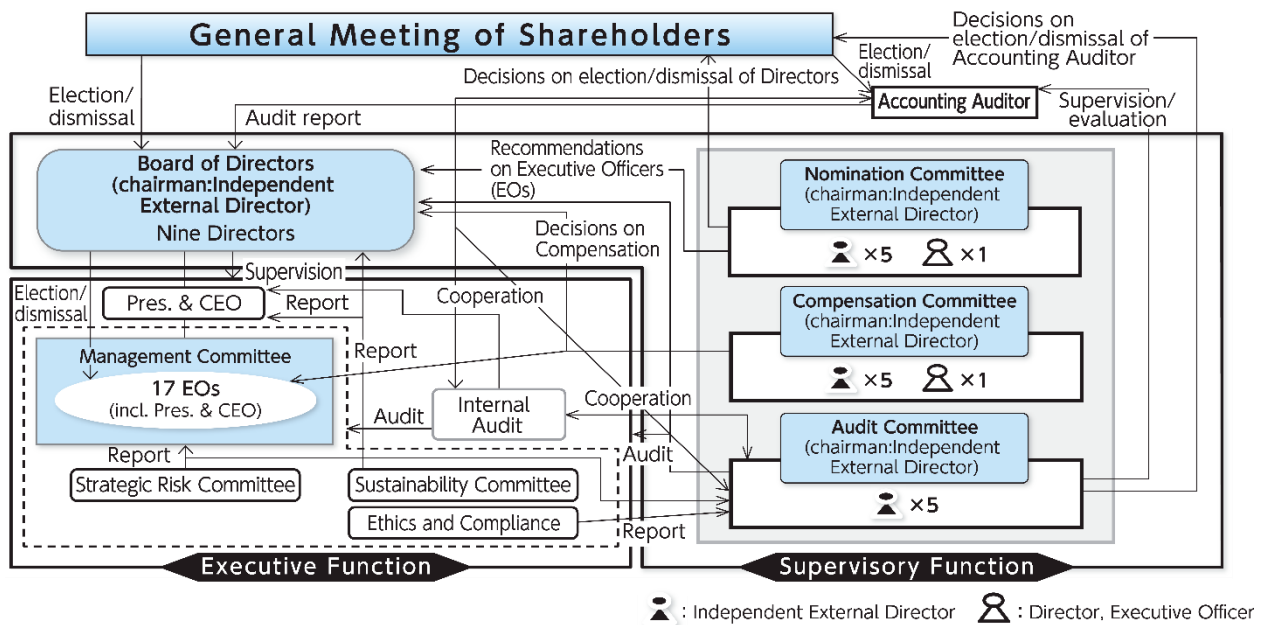 General Meeting of Shareholders
Decisions on
election/dismissal of
Accounting Auditor
Election/
dismissal
Decisions on election/dismissal of Directors
Election/
dismissal
Accounting Auditor
Audit report
Supervision/
evaluation
Board of Directors
(chairman:Independent
External Director)
Nine Directors
Recommendations
on Executive Officers
(EOs)
Decisions on
Compensation
Nomination Committee
(chairman:Independent
External Director)
×5 ×1
Supervision
Election/
dismissal
Pres. & CEO
Report
Cooperation
Compensation Committee
(chairman:Independent
External Director)
×5 ×1
Management Committee
17 EOs
(incl. Pres. & CEO)
Report
Audit
Internal
Audit
Cooperation
Audit
Audit Committee
(chairman:Independent
External Director)
×5
Report
Strategic Risk Committee
Sustainability Committee
Ethics and Compliance
Report
Executive Function
Supervisory Function
: Independent External Director
: Director, Executive Officer